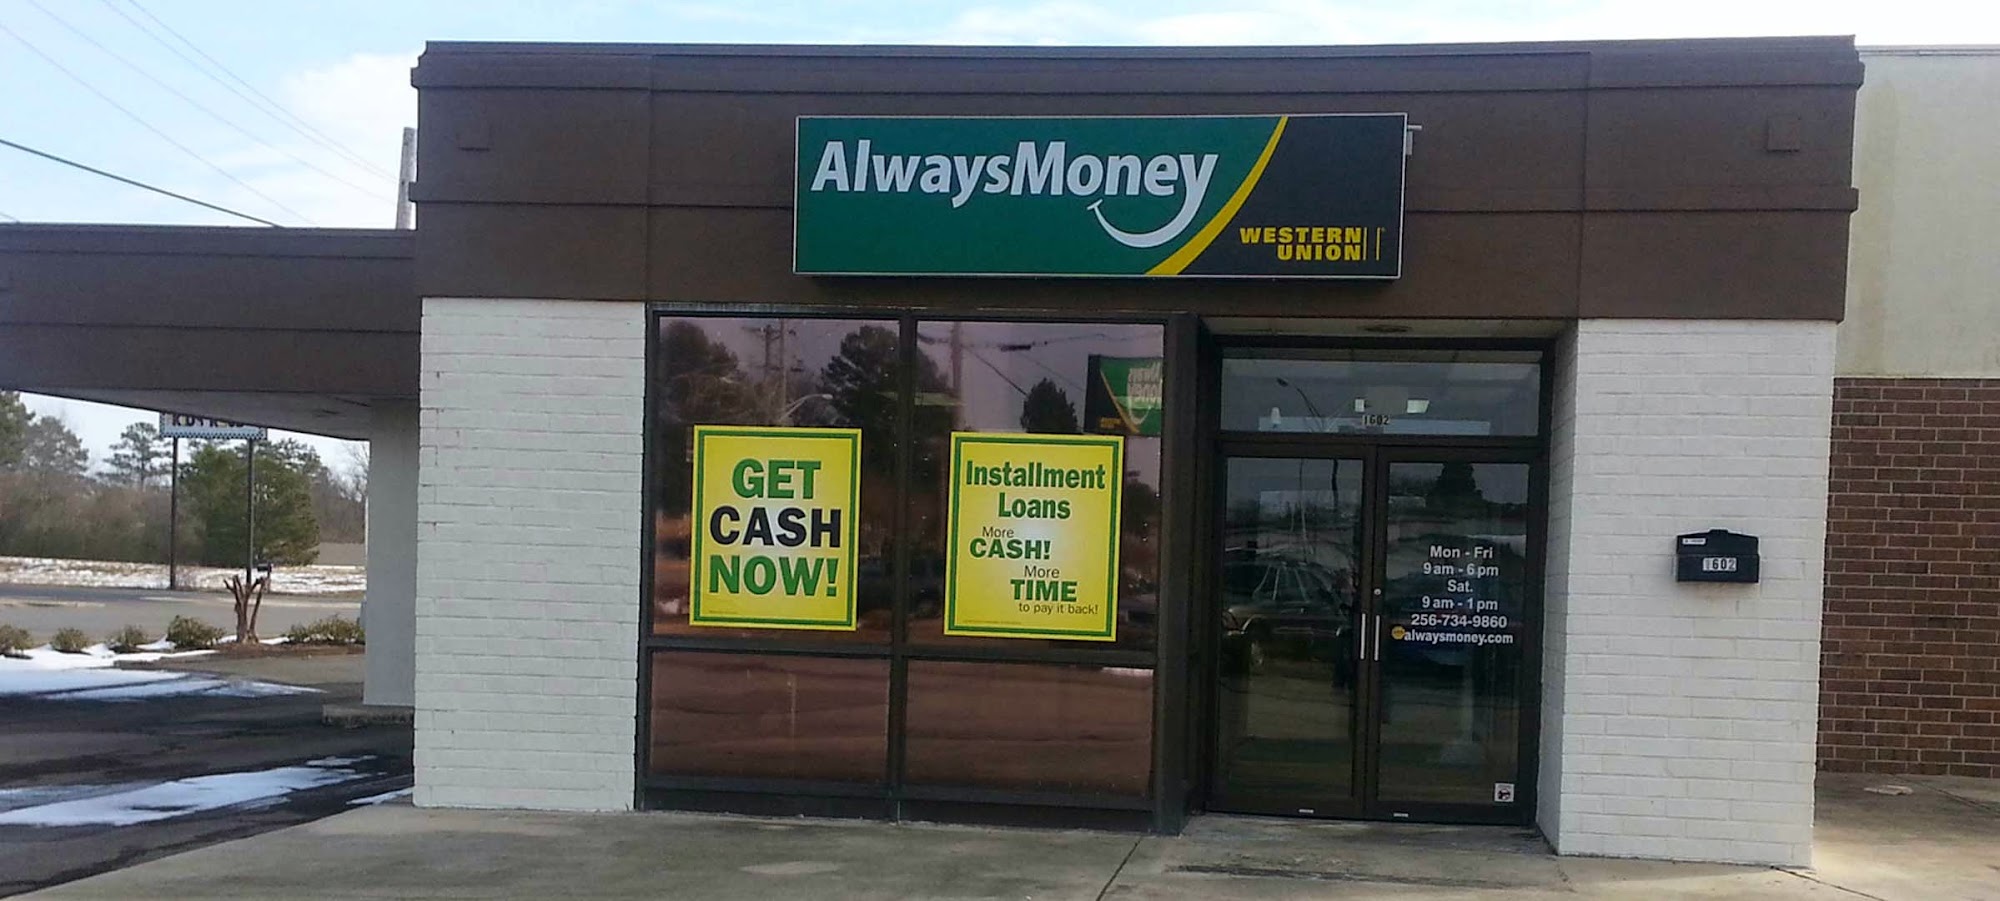 AlwaysMoney
WESTERN
UNION
GET
CASH
NOW!
Installment
Loans
More
CASH!
More
TIME
to pay it back!
1602
Mon - Fri
9 am - 6 pm
Sat.
9 am - 1 pm
256-734-9860
alwaysmoney.com
1602